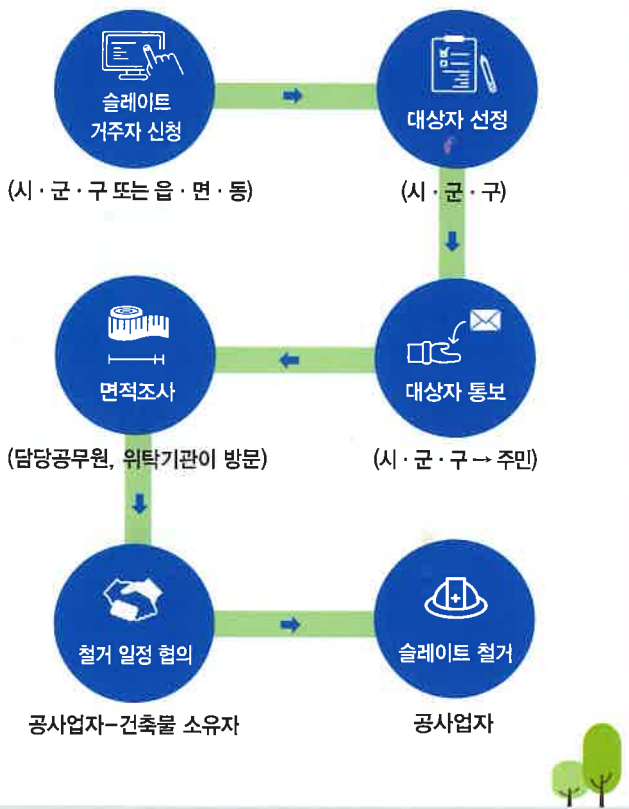 슬레이트
거주자 신청
(시·군·구 또는 읍·면·동)
대상자 선정
(시·군·구)
대상자 통보
(시·군·구→주민)
면적조사
(담당공무원, 위탁기관이 방문)
철거 일정 협의
공사업자-건축물 소유자
슬레이트 철거
공사업자